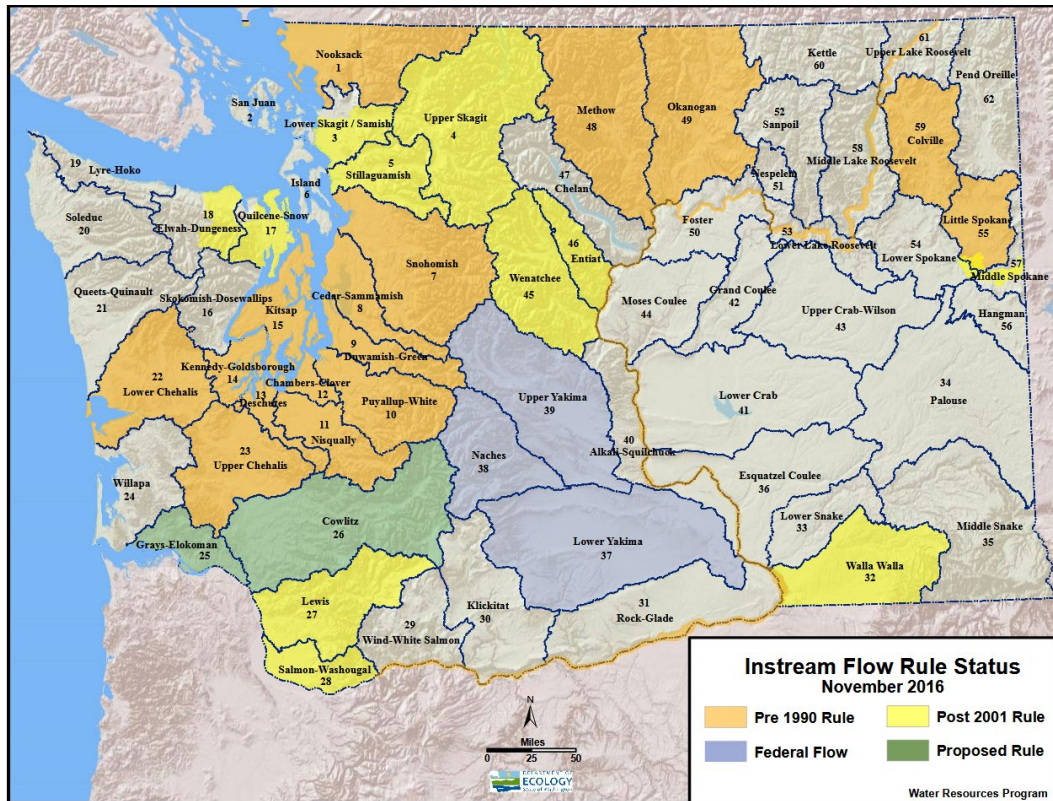 Nooksack
1
San Juan
2
Lower Skagit / Samish
3
Upper Skagit
4
5
Stillaguamish
Island
6
Snohomish
7
Cedar-Sammamish
8
9
Duwamish-Green
Puyallup-White
10
11
Nisqually
Chambers-Clover
12
13
Deschutes
Kennedy-Goldsborough
14
Kitsap
15
Skokomish-Dosewallips
16
Quilcene-Snow
17
18
Elwah-Dungeness
19
Lyre-Hoko
Soleduc
20
Queets-Quinault
21
22
Lower Chehalis
23
Upper Chehalis
Willapa
24
Grays-Elokoman
25
Cowlitz
26
Lewis
27
Salmon-Washougal
28
29
Wind-White Salmon
Klickitat
30
31
Rock-Glade
Walla Walla
32
Lower Snake
33
34
Palouse
Middle Snake
35
Esquatzel Coulee
36
Lower Yakima
37
Naches
38
Upper Yakima
39
40
Alkali-Squilchuck
Lower Crab
41
Grand Coulee
42
Upper Crab-Wilson
43
Moses Coulee
44
Wenatchee
45
46
Entiat
47
Chelan
Methow
48
Okanogan
49
Foster
50
Nespelem
51
52
Sanpoil
53
Lower Lake Roosevelt
54
Lower Spokane
Little Spokane
55
Hangman
56
57
Middle Spokane
58
Middle Lake Roosevelt
59
Colville
Kettle
60
61
Upper Lake Roosevelt
Pend Oreille
62
N
Miles
0 25 50
DEPARTMENT OF
ECOLOGY
State of Washington
Instream Flow Rule Status
November 2016
Pre 1990 Rule
Post 2001 Rule
Federal Flow
Proposed Rule
Water Resources Program